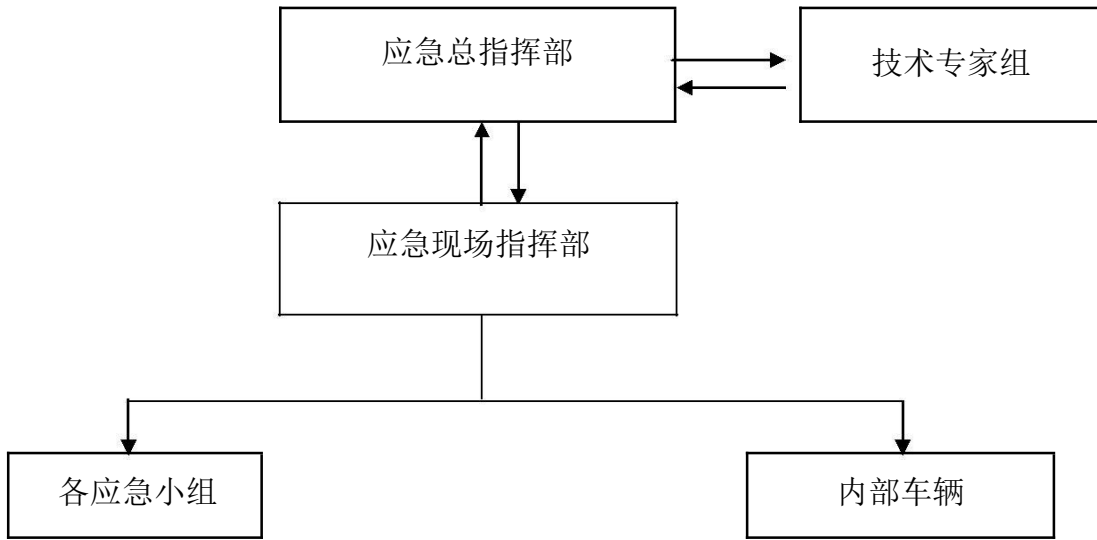 应急总指挥部
技术专家组
应急现场指挥部
各应急小组
内部车辆